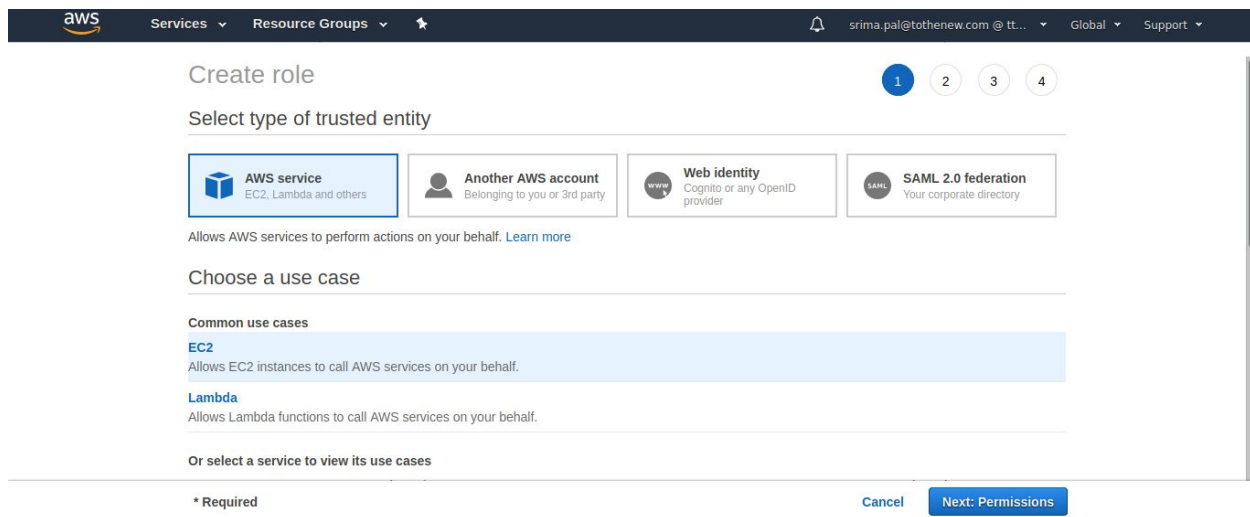 aws Services Resource Groups srima.pal@tothenew.com @ tt... Global Support
Create role 1 2 3 4
Select type of trusted entity
AWS service
EC2, Lambda and others
Another AWS account
Belonging to you or 3rd party
www
Web identity
Cognito or any OpenID
provider
SAML
SAML 2.0 federation
Your corporate directory
Allows AWS services to perform actions on your behalf. Learn more
Choose a use case
Common use cases
EC2
Allows EC2 instances to call AWS services on your behalf.
Lambda
Allows Lambda functions to call AWS services on your behalf.
Or select a service to view its use cases
* Required Cancel Next: Permissions